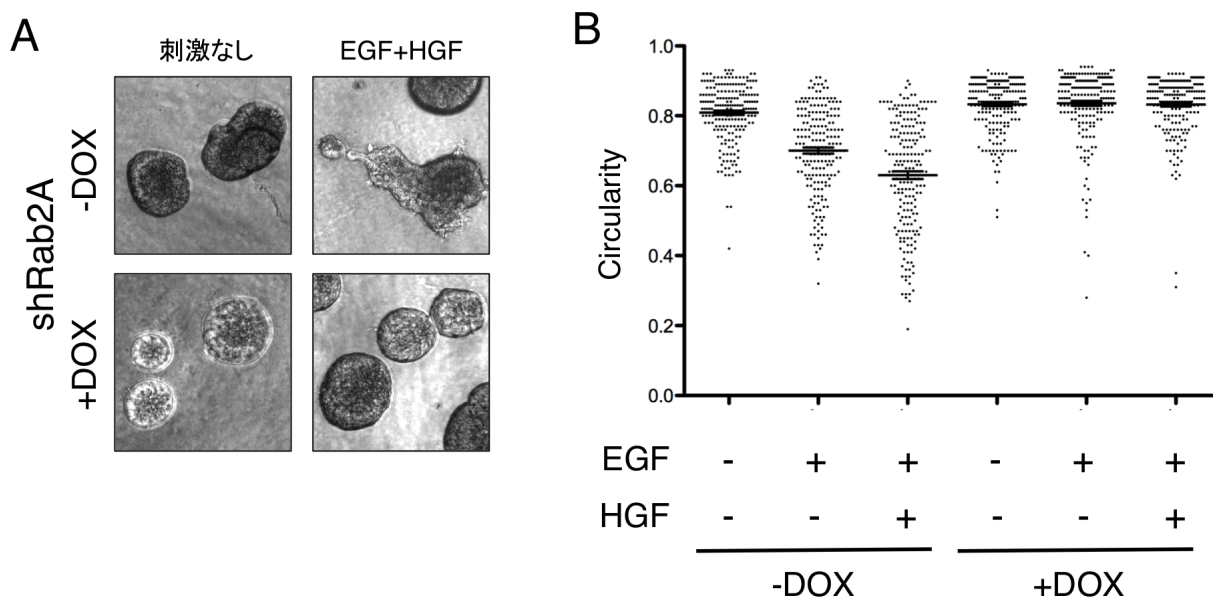 A
刺激なし
EGF+HGF
shRab2A
-DOX
+DOX
B
Circularity
1.0
0.8
0.6
0.4
0.2
0.0
EGF - + + - + +
HGF - - + - - +
-DOX +DOX